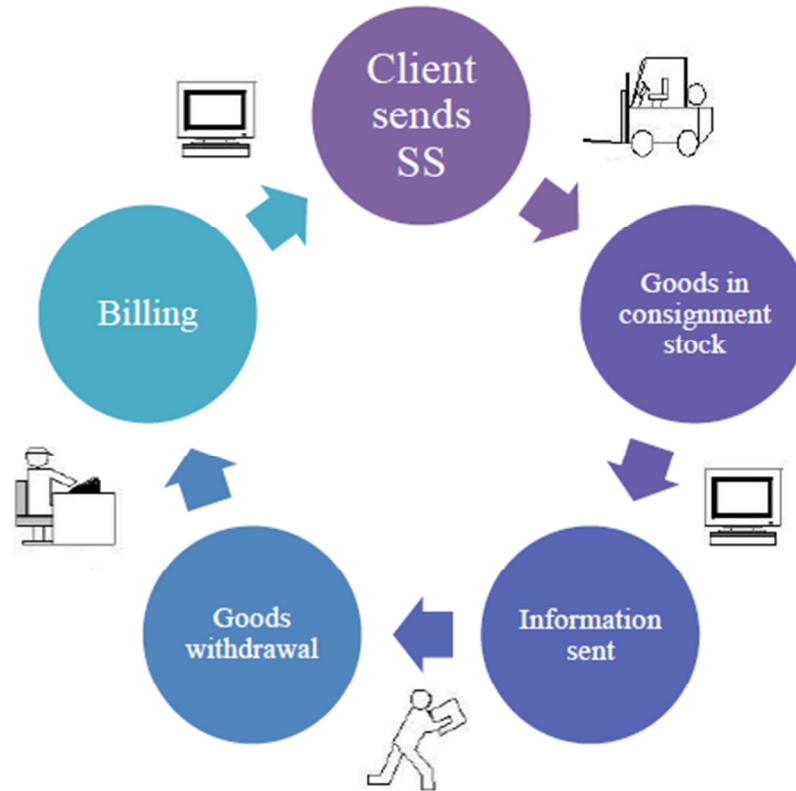 Client
sends
SS
Goods in
consignment
stock
Information
sent
Goods
withdrawal
Billing